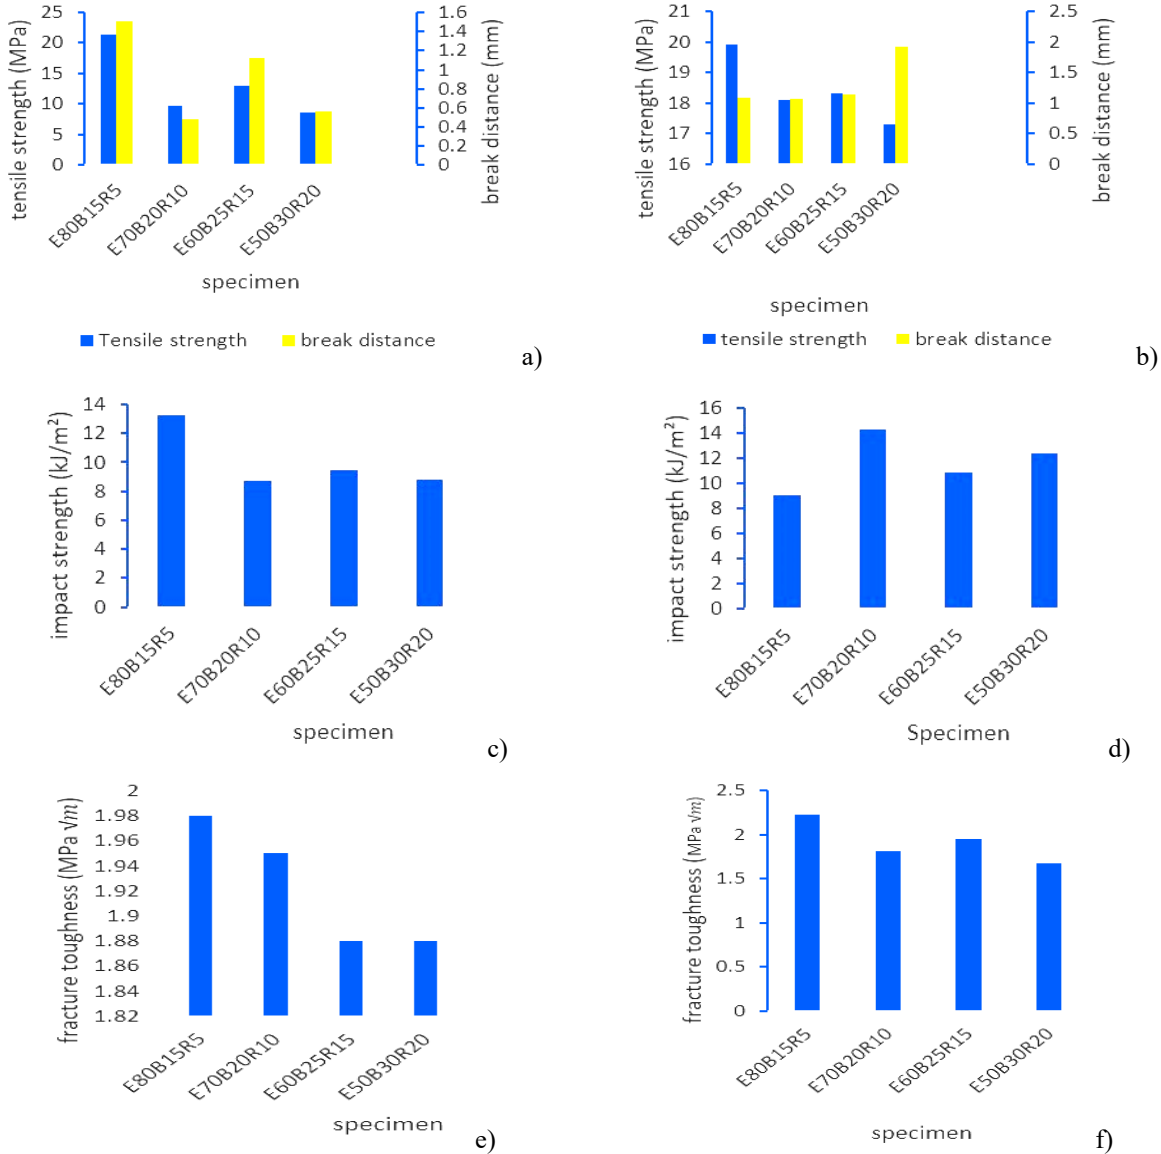 tensile strength (MPa)
25
20
15
10
5
0
1.6
1.4
1.2
1
0.8
0.6
0.4
0.2
0
break distance (mm)
E80B15R5
E70B20R10
E60B25R15
E50B30R20
specimen
Tensile strength break distance
a)
tensile strength (MPa)
21
20
19
18
17
16
2.5
2
1.5
1
0.5
0
break distance (mm)
E80B15R5
E70B20R10
E60B25R15
E50B30R20
specimen
tensile strength break distance
b)
impact strength (kJ/m²)
14
12
10
8
6
4
2
0
E80B15R5
E70B20R10
E60B25R15
E50B30R20
specimen
c)
impact strength (kJ/m²)
16
14
12
10
8
6
4
2
0
E80B15R5
E70B20R10
E60B25R15
E50B30R20
Specimen
d)
fracture toughness (MPa √m)
2
1.98
1.96
1.94
1.92
1.9
1.88
1.86
1.84
1.82
E80B15R5
E70B20R10
E60B25R15
E50B30R20
specimen
e)
fracture toughness (MPa √m)
2.5
2
1.5
1
0.5
0
E80B15R5
E70B20R10
E60B25R15
E50B30R20
specimen
f)